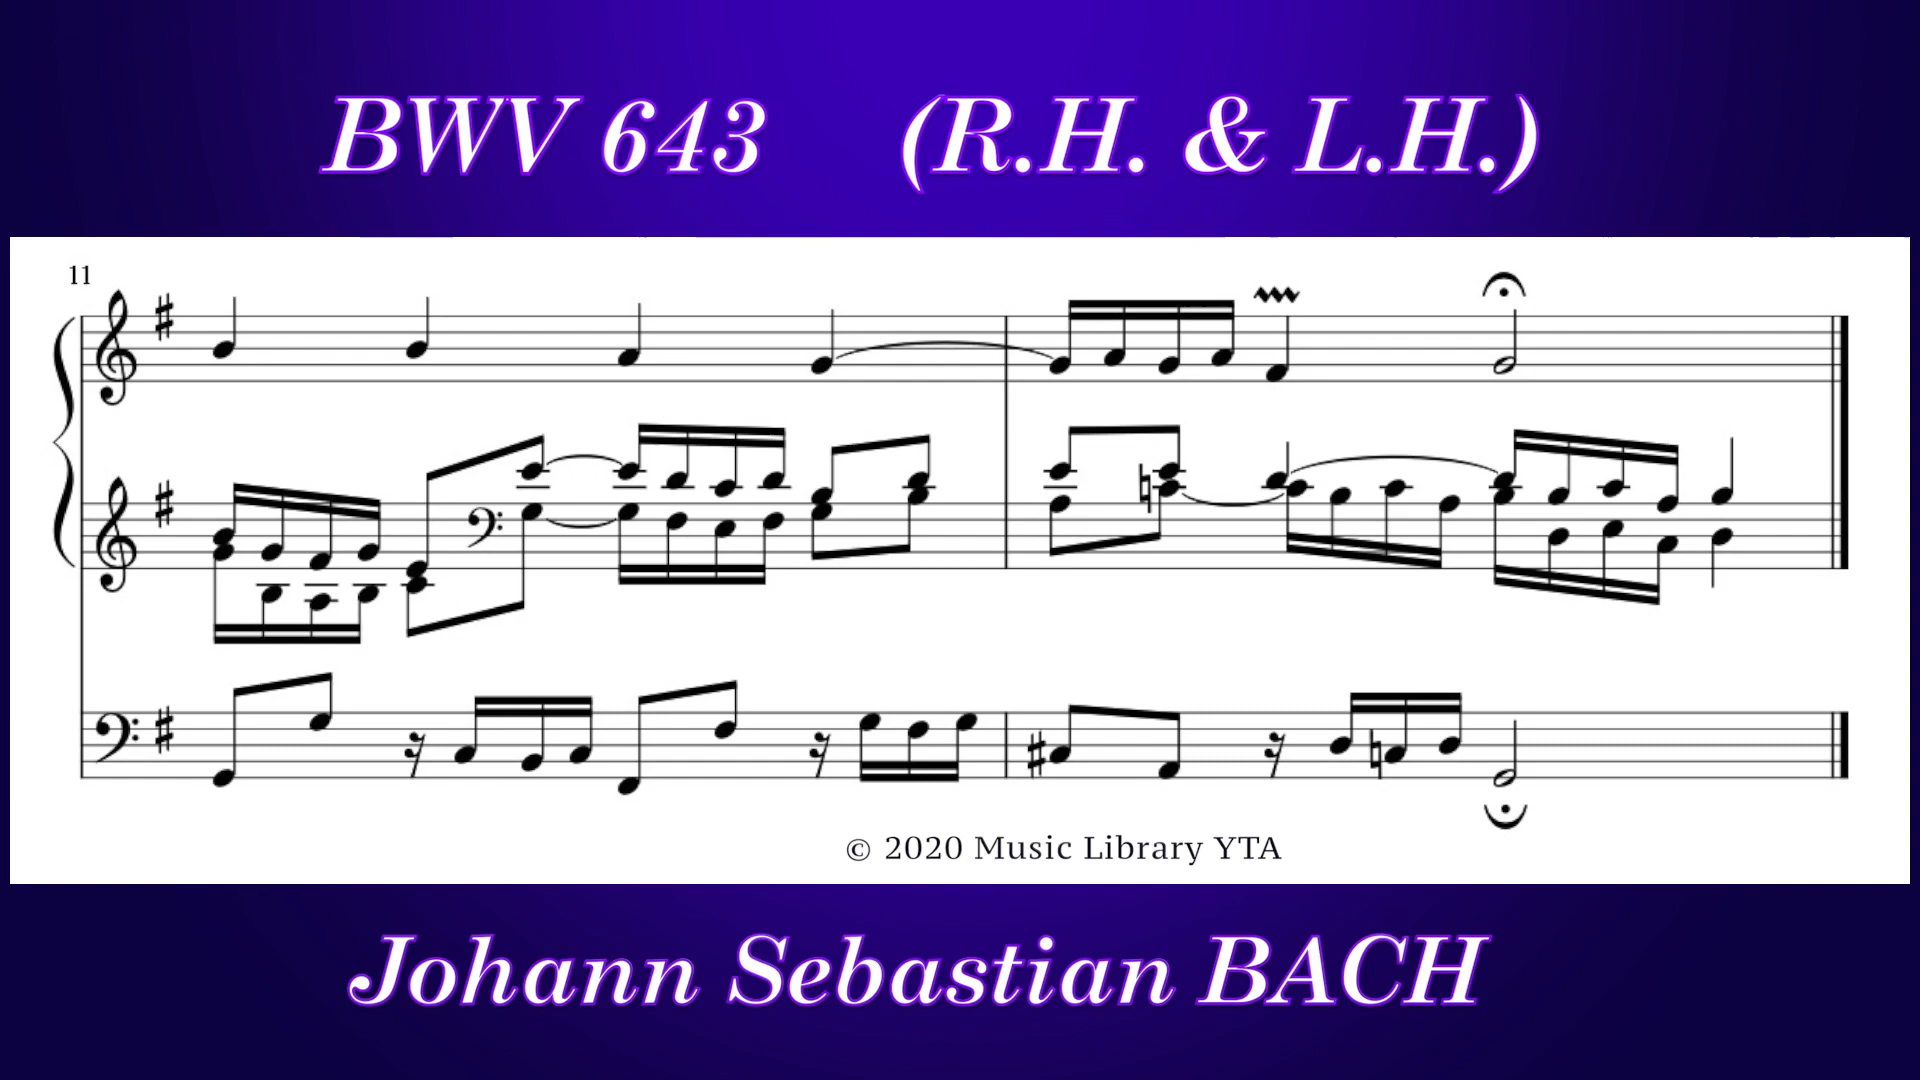 BWV 643 (R.H. & L.H.)
11
© 2020 Music Library YTA
Johann Sebastian BACH